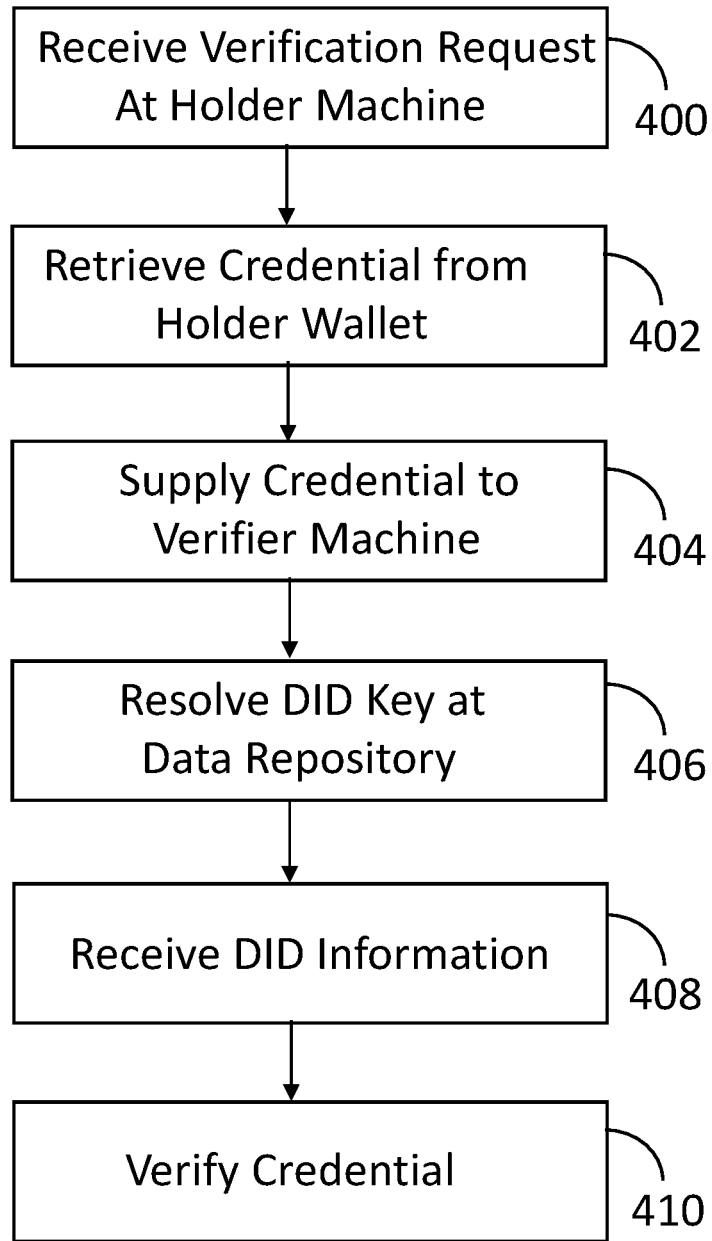 Receive Verification Request
At Holder Machine
400
Retrieve Credential from
Holder Wallet
402
Supply Credential to
Verifier Machine
404
Resolve DID Key at
Data Repository
406
Receive DID Information
408
Verify Credential
410